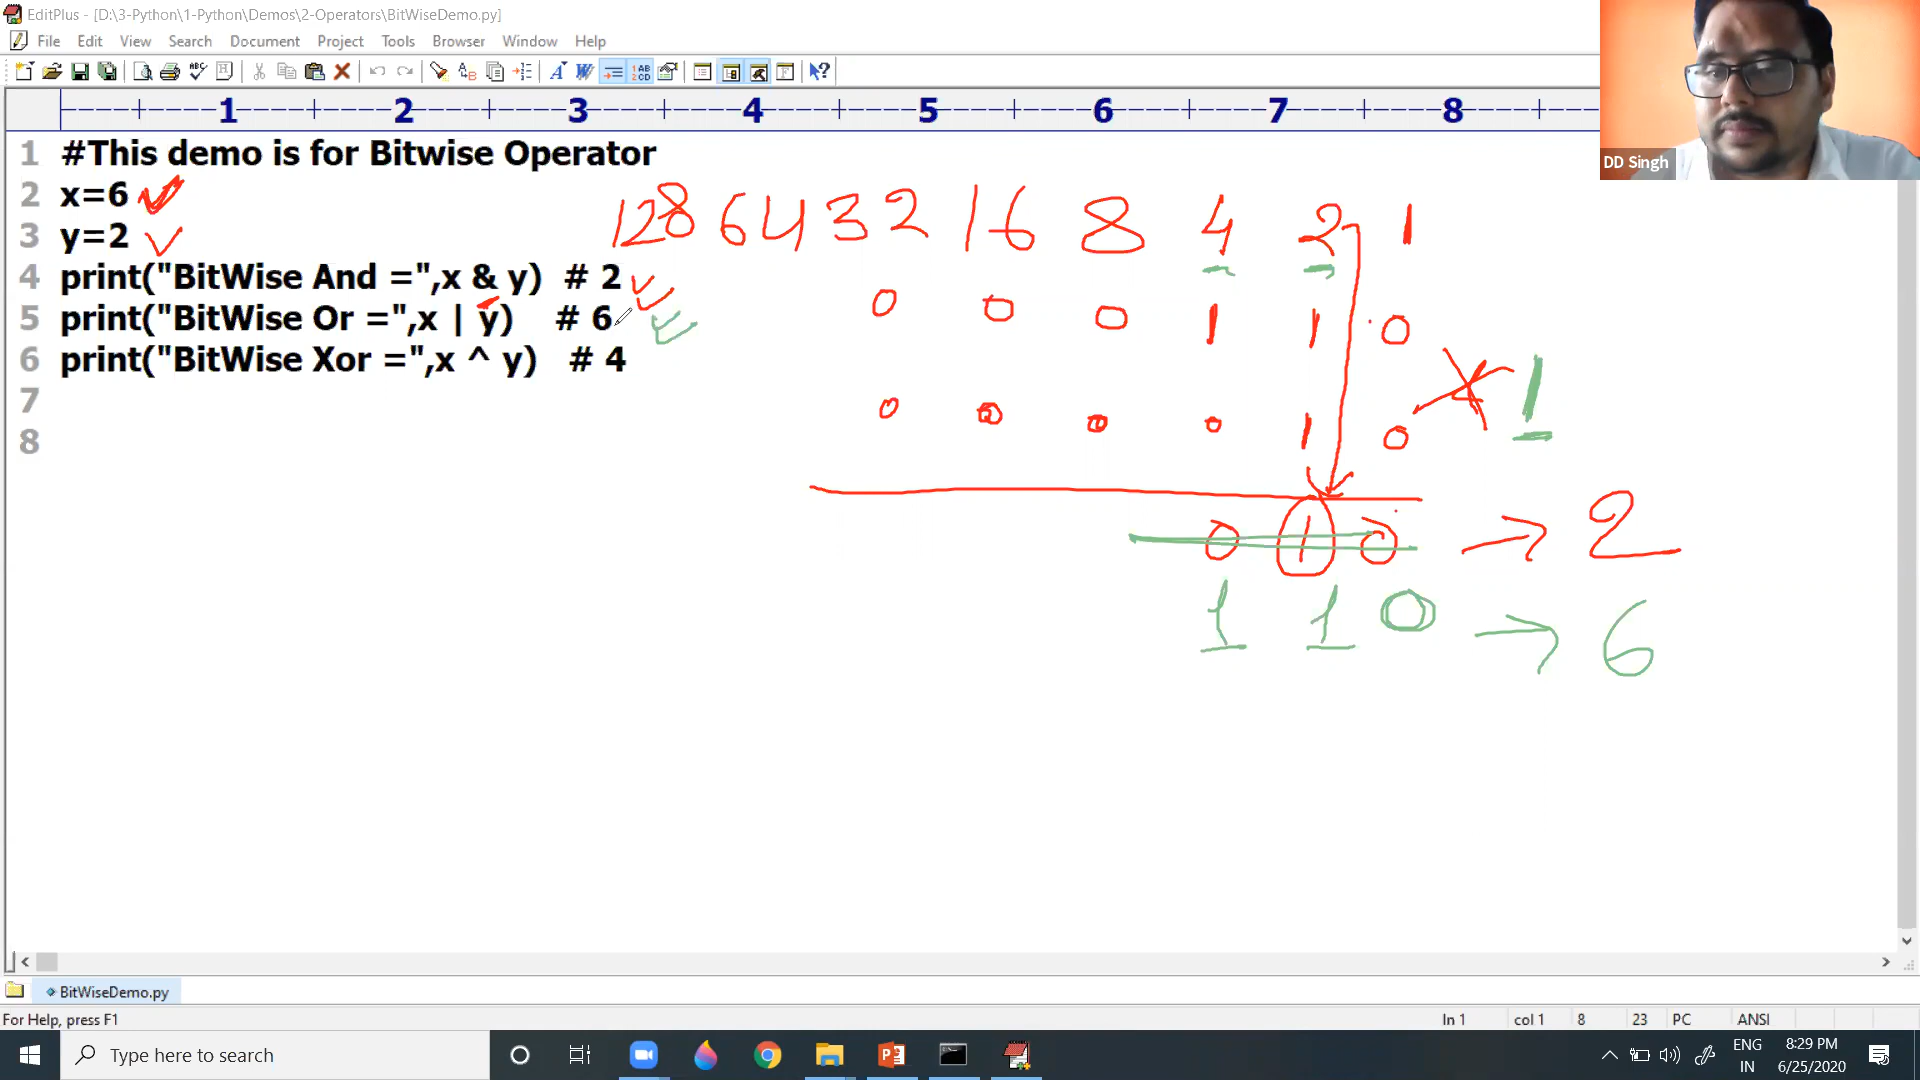 EditPlus - [D:\3-Python\1-Python\Demos\2-Operators\BitWiseDemo.py]
File Edit View Search Document Project Tools Browser Window Help
1 2 3 4 5 6 7 8
DD Singh
1 #This demo is for Bitwise Operator
2 x=6
3 y=2
4 print("BitWise And =",x & y) # 2
5 print("BitWise Or =",x | y) # 6
6 print("BitWise Xor =",x ^ y) # 4
7
8
128 64 32 16 8 4 2 1
0 0 0 1 1 0
1
0 0 0 0 1 0
0 1 0 → 2
1 1 0 → 6
BitWiseDemo.py
For Help, press F1 ln 1 col 1 8 23 PC ANSI
Type here to search
ENG
IN
8:29 PM
6/25/2020